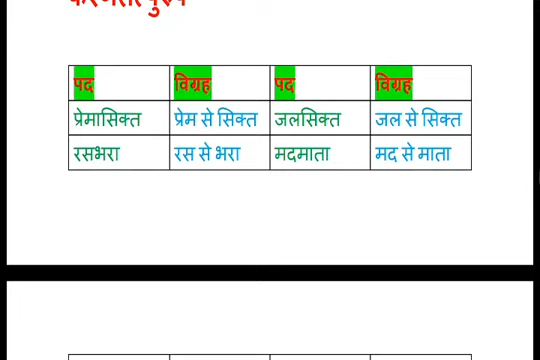 पद विग्रह पद विग्रह
प्रेमासिक्त प्रेम से सिक्त जलसिक्त जल से सिक्त
रसभरा रस से भरा मदमाता मद से माता